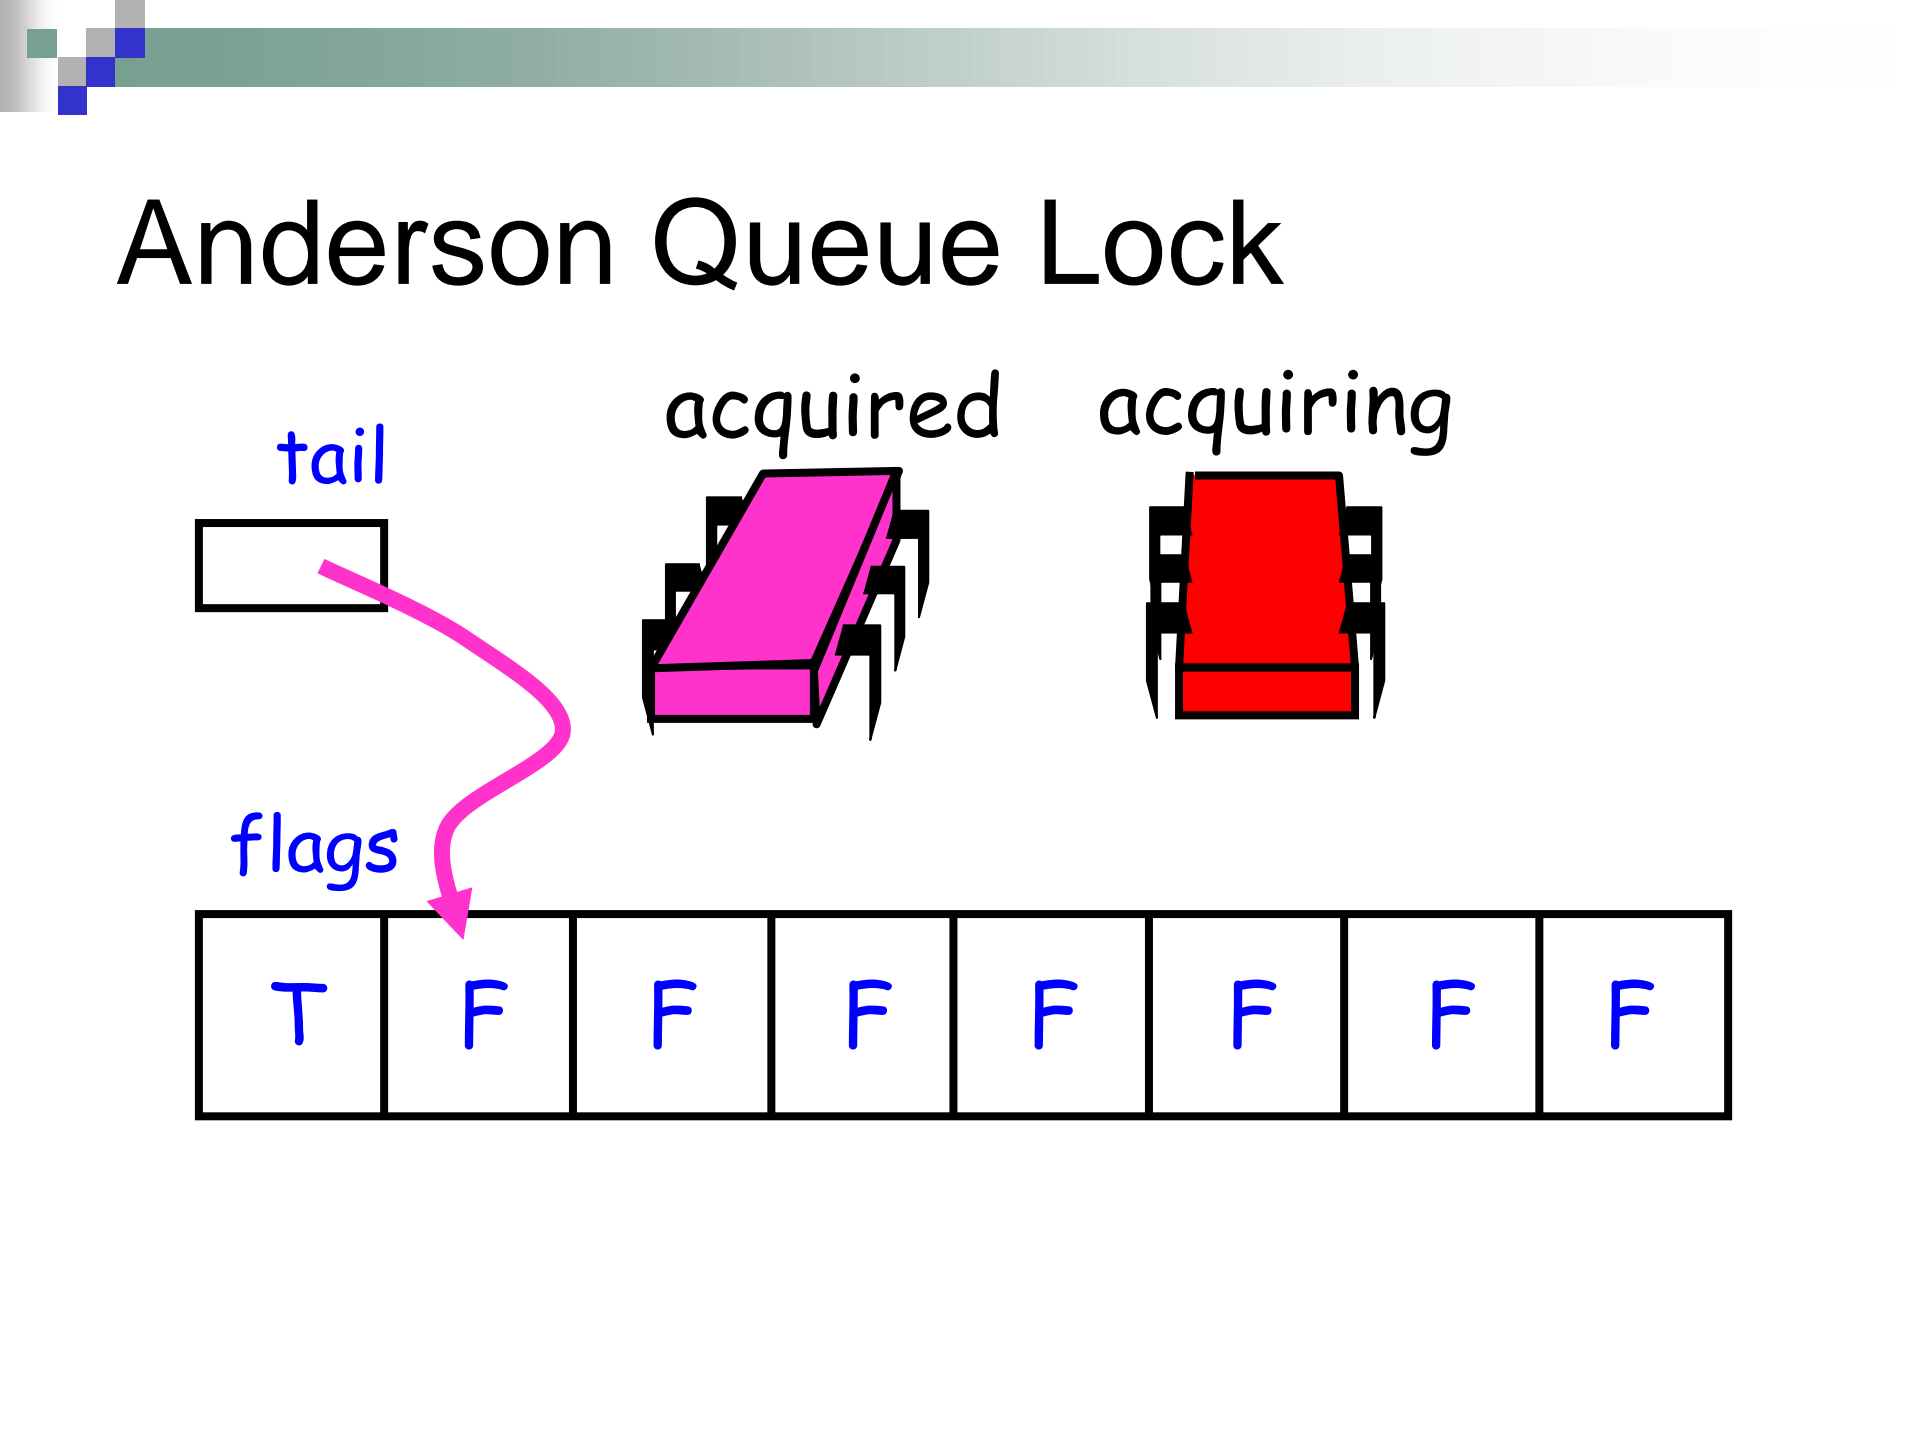 Anderson Queue Lock
acquired acquiring
tail
flags
T F F F F F F F